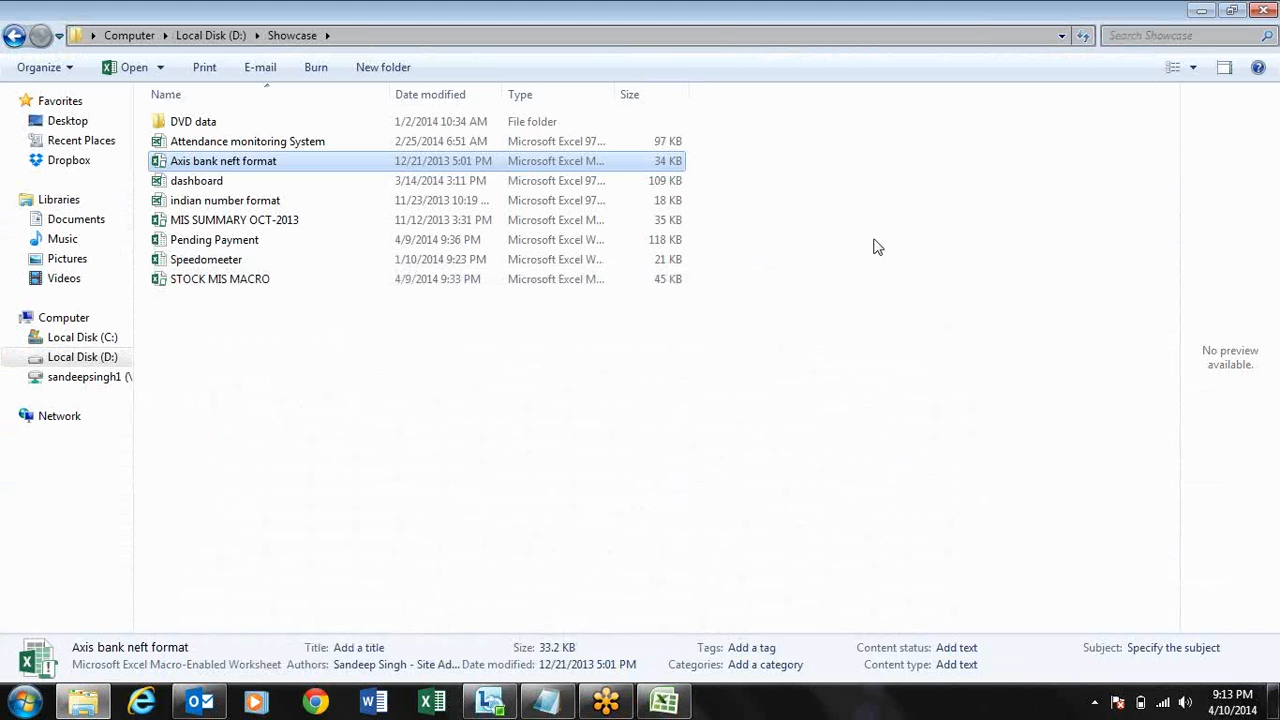 Computer Local Disk (D:) Showcase
Search Showcase
Organize Open Print E-mail Burn New folder
Name Date modified Type Size
Favorites
Desktop
Recent Places
Dropbox
Libraries
Documents
Music
Pictures
Videos
Computer
Local Disk (C:)
Local Disk (D:)
sandeepsingh1 (\
Network
DVD data 1/2/2014 10:34 AM File folder
Attendance monitoring System 2/25/2014 6:51 AM Microsoft Excel 97... 97 KB
Axis bank neft format 12/21/2013 5:01 PM Microsoft Excel M... 34 KB
dashboard 3/14/2014 3:11 PM Microsoft Excel 97... 109 KB
indian number format 11/23/2013 10:19 ... Microsoft Excel 97... 18 KB
MIS SUMMARY OCT-2013 11/12/2013 3:31 PM Microsoft Excel M... 35 KB
Pending Payment 4/9/2014 9:36 PM Microsoft Excel W... 118 KB
Speedomeeter 1/10/2014 9:23 PM Microsoft Excel W... 21 KB
STOCK MIS MACRO 4/9/2014 9:33 PM Microsoft Excel M... 45 KB
No preview
available.
Axis bank neft format Title: Add a title Size: 33.2 KB Tags: Add a tag Content status: Add text Subject: Specify the subject
Microsoft Excel Macro-Enabled Worksheet Authors: Sandeep Singh - Site Ad... Date modified: 12/21/2013 5:01 PM Categories: Add a category Content type: Add text
9:13 PM
4/10/2014